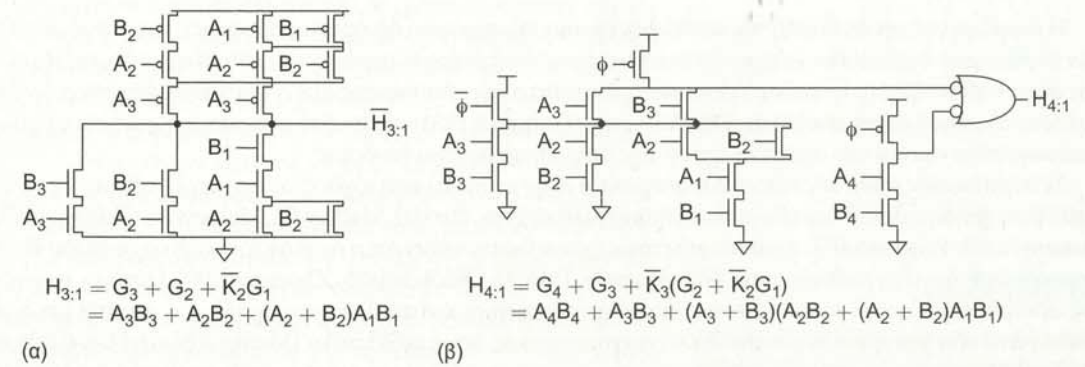 B₂ A₁ B₁
A₂ A₂ B₂
A₃ A₃
H₃:₁
B₁
B₃ B₂ A₁
A₃ A₂ A₂ B₂
H₃:₁ = G₃ + G₂ + K̅₂G₁
= A₃B₃ + A₂B₂ + (A₂ + B₂)A₁B₁
(α)
ϕ
ϕ A₃ B₃ H₄:₁
A₃ A₂ A₂ B₂ ϕ
B₃ B₂ A₁ A₄
B₁ B₄
H₄:₁ = G₄ + G₃ + K̅₃(G₂ + K̅₂G₁)
= A₄B₄ + A₃B₃ + (A₃ + B₃)(A₂B₂ + (A₂ + B₂)A₁B₁)
(β)